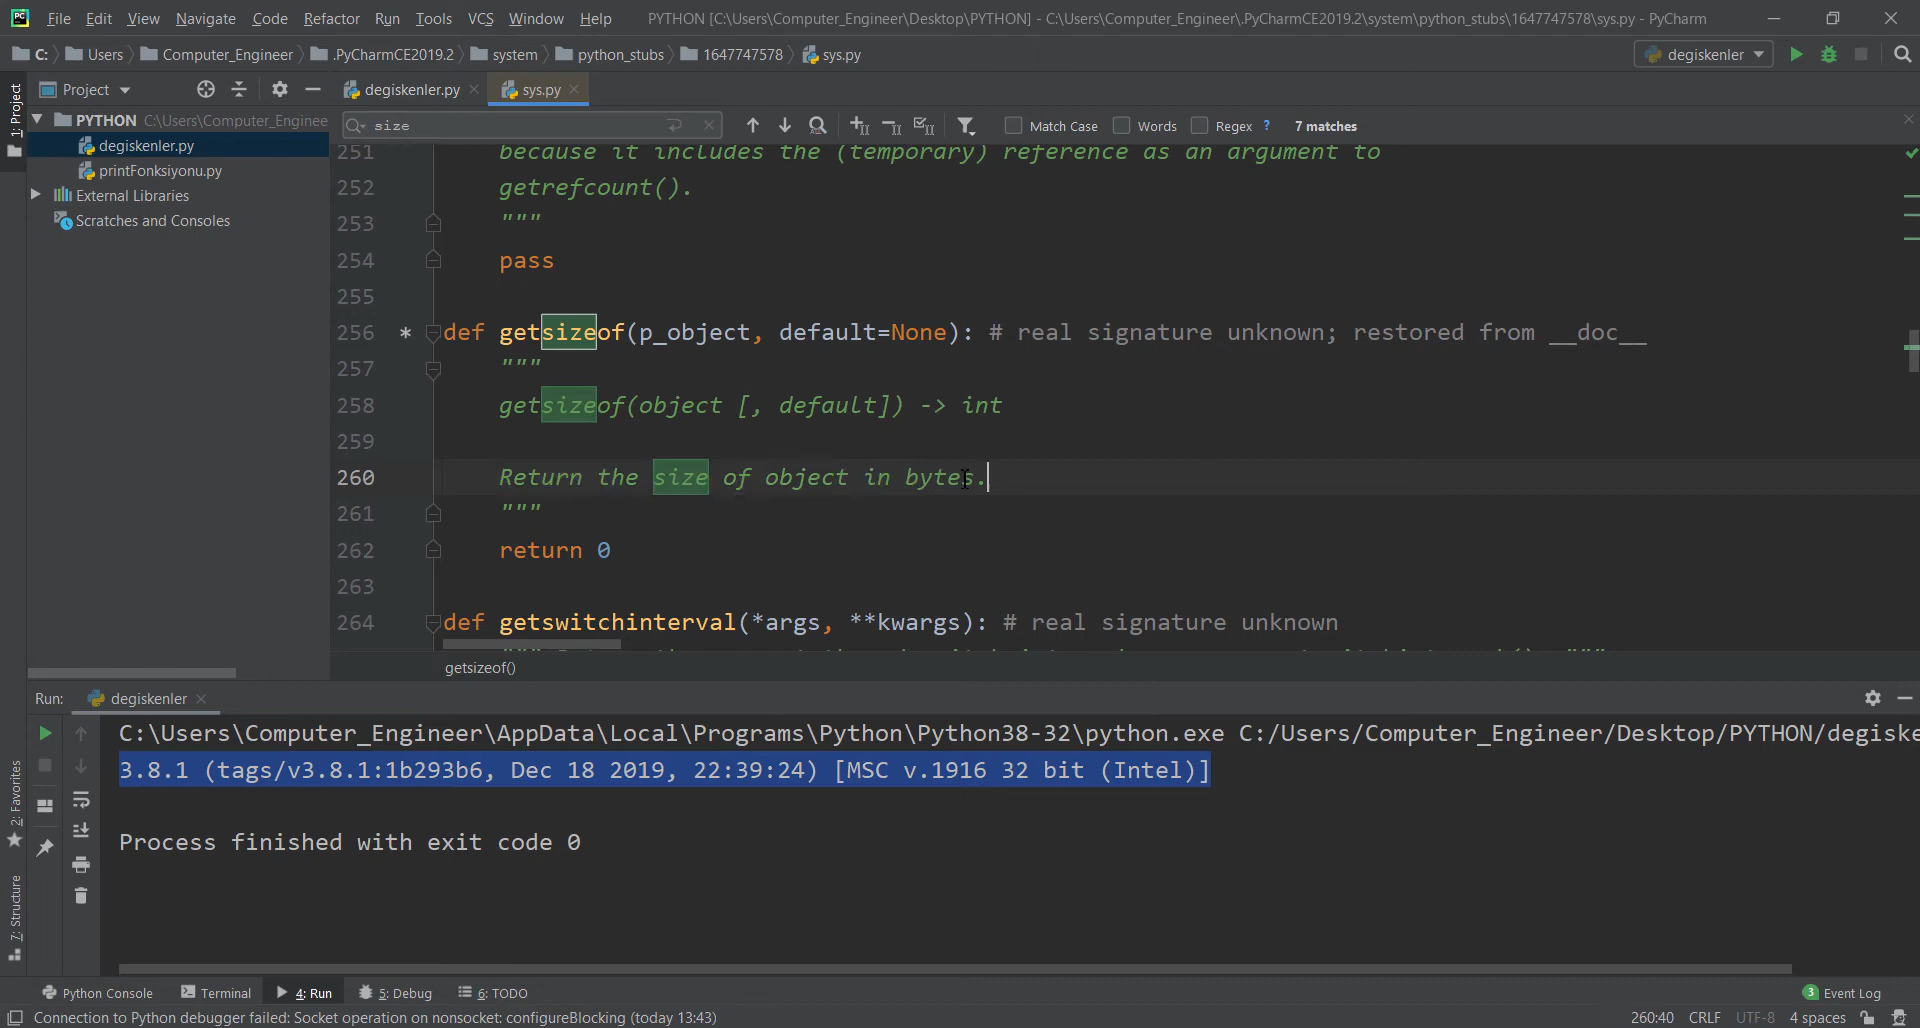 File Edit View Navigate Code Refactor Run Tools VCS Window Help PYTHON [C:\Users\Computer_Engineer\Desktop\PYTHON] - C:\Users\Computer_Engineer\.PyCharmCE2019.2\system\python_stubs\1647747578\sys.py - PyCharm
C: Users Computer_Engineer .PyCharmCE2019.2 system python_stubs 1647747578 sys.py degiskenler
1: Project
Project degiskenler.py sys.py
PYTHON C:\Users\Computer_Enginee
degiskenler.py
printFonksiyonu.py
External Libraries
Scratches and Consoles
size Match Case Words Regex ? 7 matches
251 because it includes the (temporary) reference as an argument to
252 getrefcount().
253 """
254 pass
255
256 * def getsizeof(p_object, default=None): # real signature unknown; restored from __doc__
257 """
258 getsizeof(object [, default]) -> int
259
260 Return the size of object in bytes.
261 """
262 return 0
263
264 def getswitchinterval(*args, **kwargs): # real signature unknown
getsizeof()
Run: degiskenler
C:\Users\Computer_Engineer\AppData\Local\Programs\Python\Python38-32\python.exe C:/Users/Computer_Engineer/Desktop/PYTHON/degiske
3.8.1 (tags/v3.8.1:1b293b6, Dec 18 2019, 22:39:24) [MSC v.1916 32 bit (Intel)]
Process finished with exit code 0
2: Favorites
7: Structure
Python Console Terminal 4: Run 5: Debug 6: TODO 3 Event Log
Connection to Python debugger failed: Socket operation on nonsocket: configureBlocking (today 13:43) 260:40 CRLF UTF-8 4 spaces